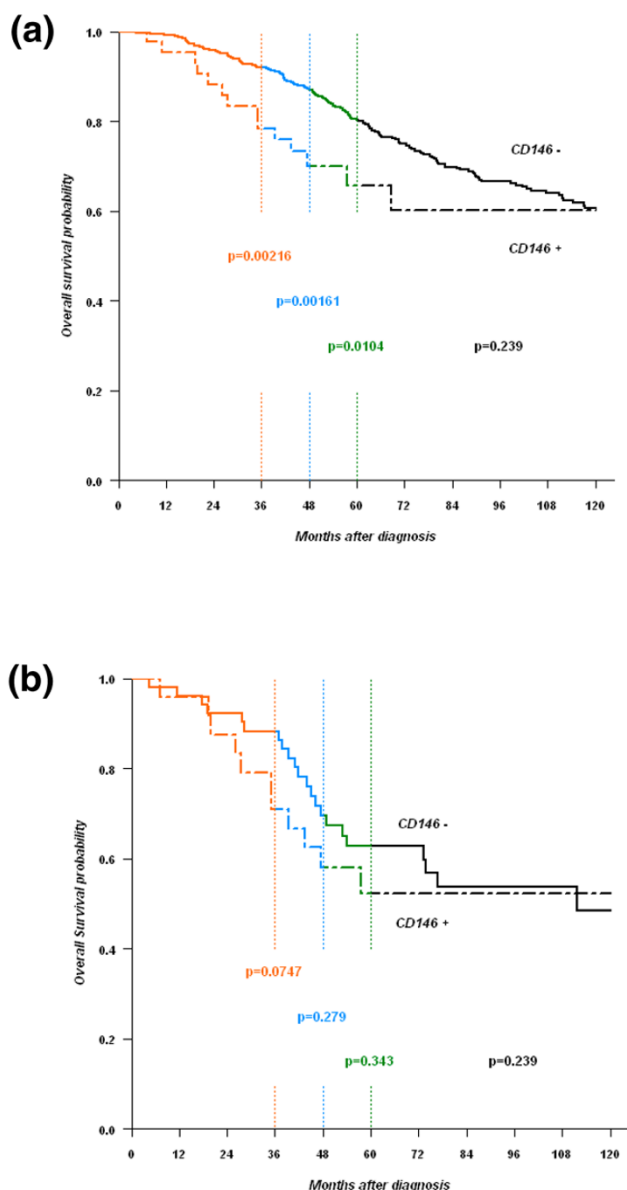 (a)
1.0
0.8
0.6
0.4
0.2
0.0
Overall survival probability
CD146 -
CD146 +
p=0.00216
p=0.00161
p=0.0104
p=0.239
0 12 24 36 48 60 72 84 96 108 120
Months after diagnosis
(b)
1.0
0.8
0.6
0.4
0.2
0.0
Overall Survival probability
CD146 -
CD146 +
p=0.0747
p=0.279
p=0.343
p=0.239
0 12 24 36 48 60 72 84 96 108 120
Months after diagnosis